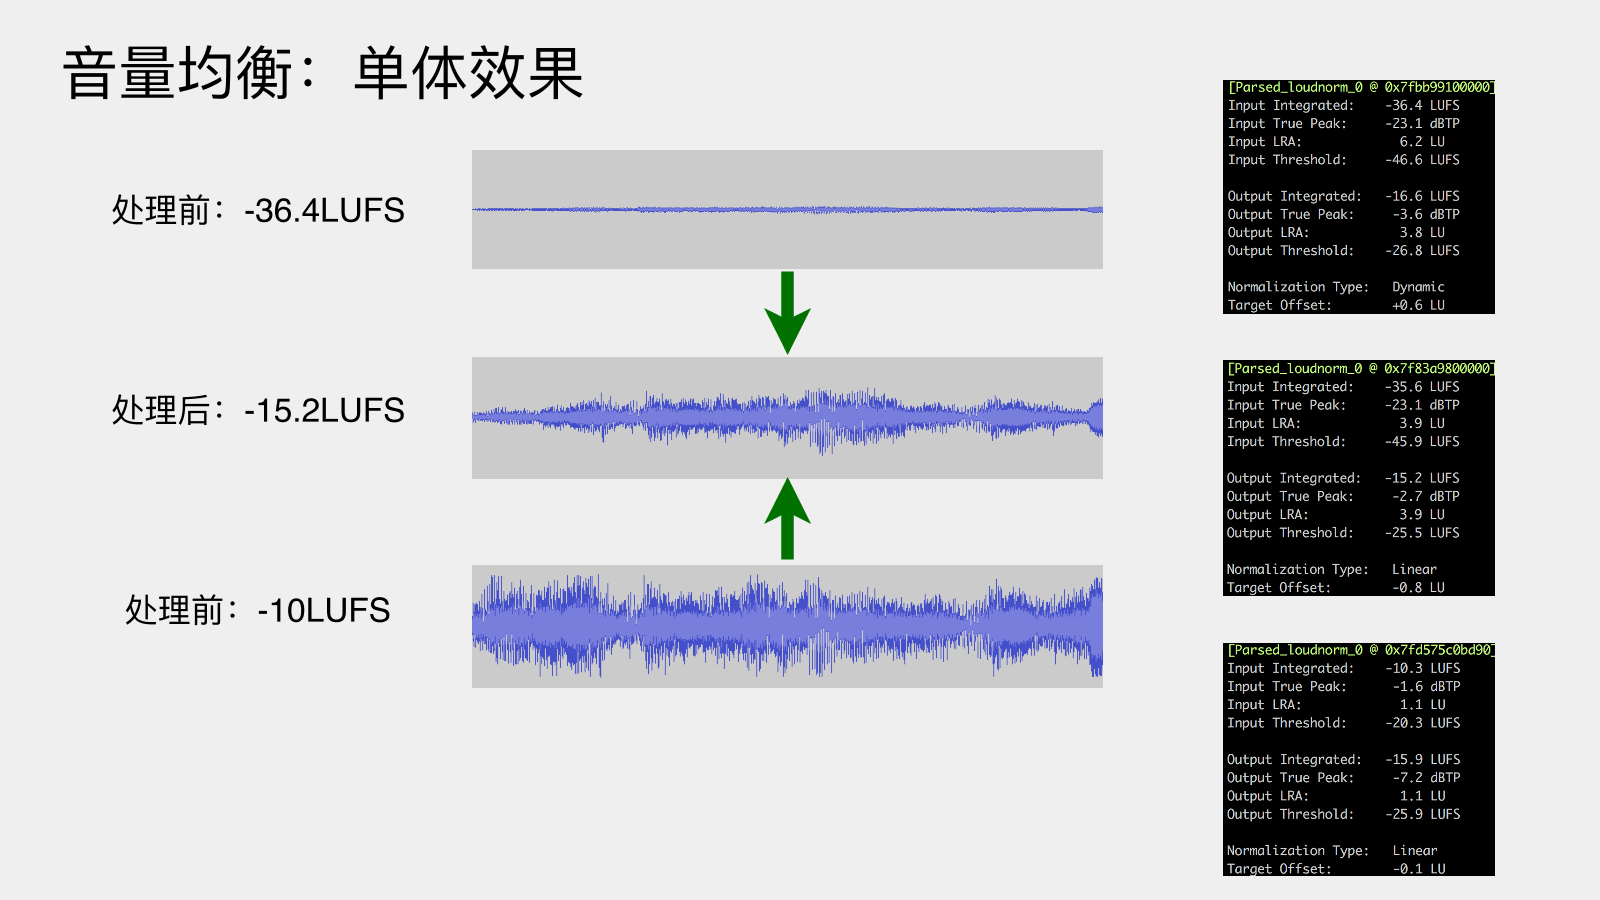 音量均衡：单体效果
处理前：-36.4LUFS
处理后：-15.2LUFS
处理前：-10LUFS
[Parsed_loudnorm_0 @ 0x7fbb99100000]
Input Integrated: -36.4 LUFS
Input True Peak: -23.1 dBTP
Input LRA: 6.2 LU
Input Threshold: -46.6 LUFS
Output Integrated: -16.6 LUFS
Output True Peak: -3.6 dBTP
Output LRA: 3.8 LU
Output Threshold: -26.8 LUFS
Normalization Type: Dynamic
Target Offset: +0.6 LU
[Parsed_loudnorm_0 @ 0x7f83a9800000]
Input Integrated: -35.6 LUFS
Input True Peak: -23.1 dBTP
Input LRA: 3.9 LU
Input Threshold: -45.9 LUFS
Output Integrated: -15.2 LUFS
Output True Peak: -2.7 dBTP
Output LRA: 3.9 LU
Output Threshold: -25.5 LUFS
Normalization Type: Linear
Target Offset: -0.8 LU
[Parsed_loudnorm_0 @ 0x7fd575c0bd90]
Input Integrated: -10.3 LUFS
Input True Peak: -1.6 dBTP
Input LRA: 1.1 LU
Input Threshold: -20.3 LUFS
Output Integrated: -15.9 LUFS
Output True Peak: -7.2 dBTP
Output LRA: 1.1 LU
Output Threshold: -25.9 LUFS
Normalization Type: Linear
Target Offset: -0.1 LU